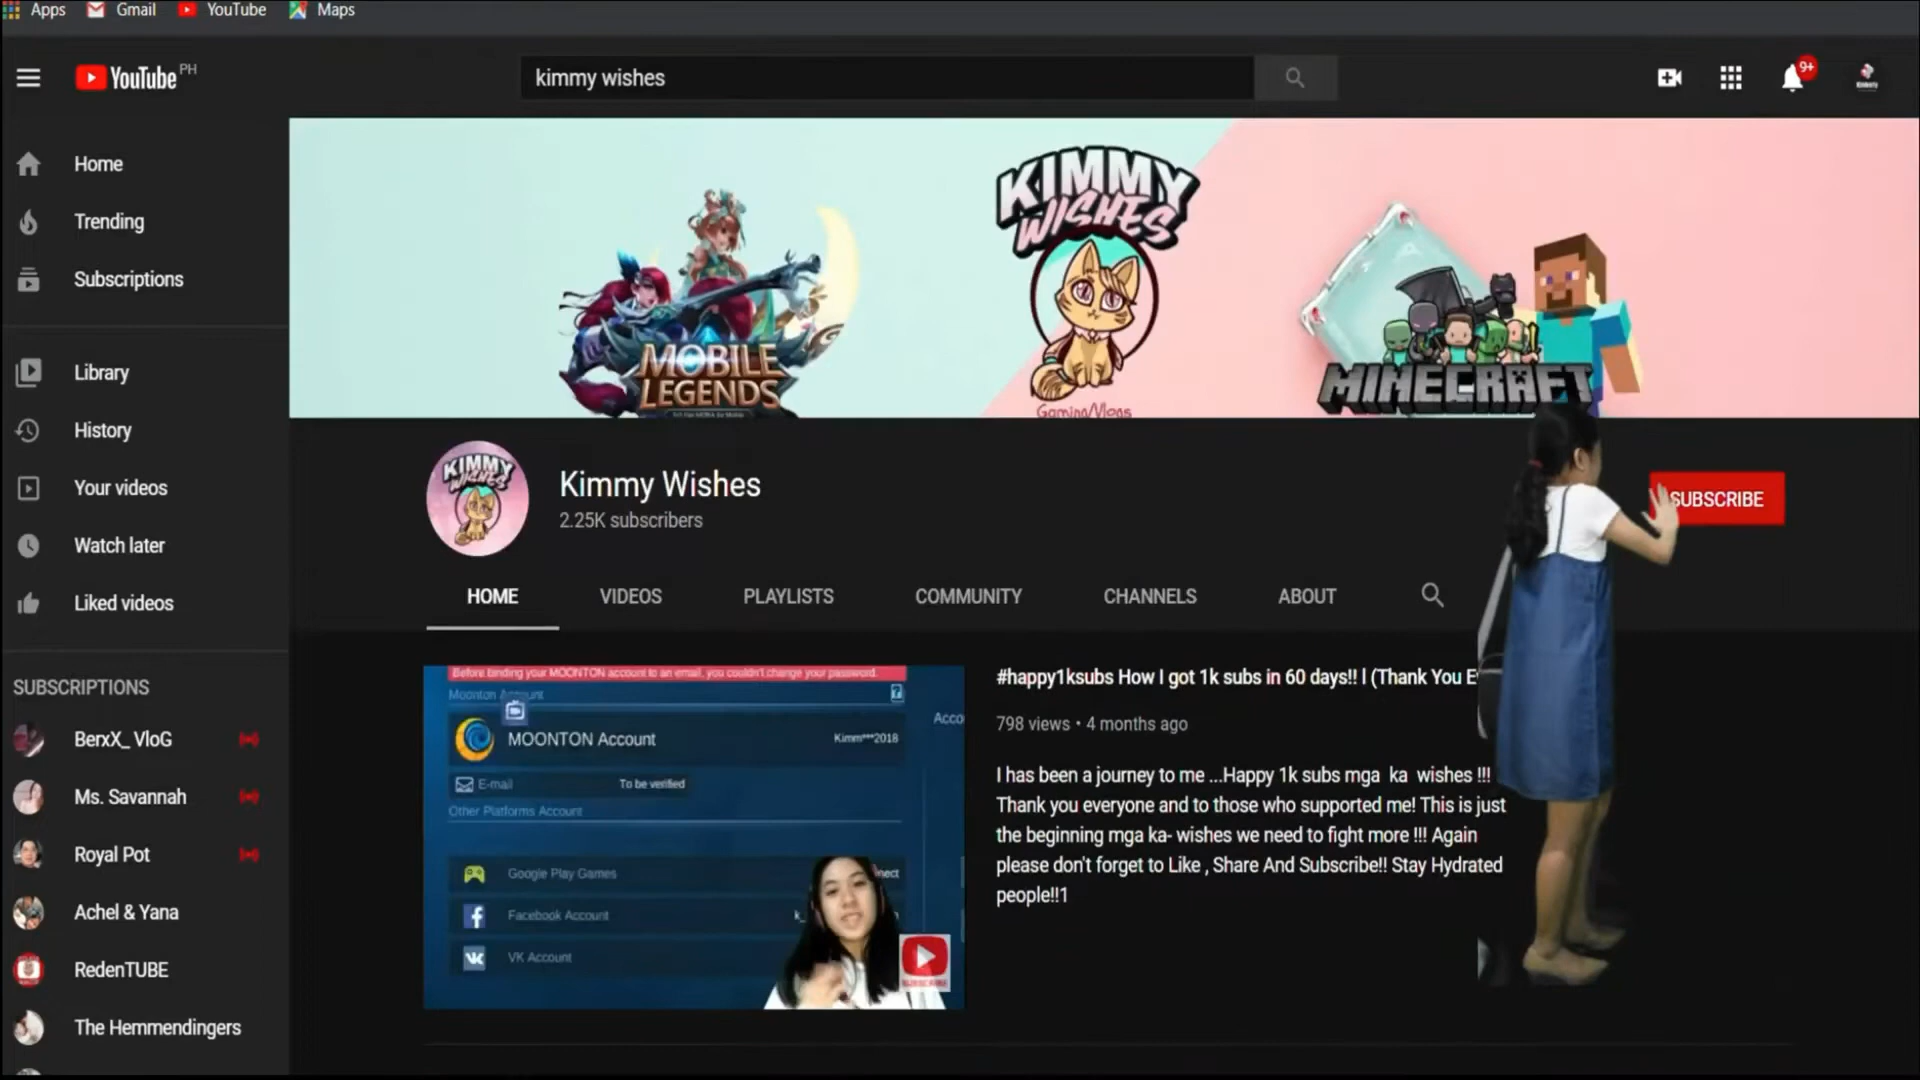 Apps Gmail YouTube Maps
YouTube PH
kimmy wishes
9+
Home
Trending
Subscriptions
Library
History
Your videos
Watch later
Liked videos
SUBSCRIPTIONS
BerxX_ VloG
Ms. Savannah
Royal Pot
Achel & Yana
RedenTUBE
The Hemmendingers
MOBILE
LEGENDS
KIMMY
WISHES
Gaming/Vlogs
MINECRAFT
KIMMY
WISHES
Kimmy Wishes
2.25K subscribers
SUBSCRIBE
HOME VIDEOS PLAYLISTS COMMUNITY CHANNELS ABOUT
Before binding your MOONTON account to an email, you couldn't change your password.
Moonton Account
Acco
MOONTON Account Kimm***2018
E-mail To be verified
Other Platforms Account
Google Play Games nect
Facebook Account k_
VK Account
SUBSCRIBE
#happy1ksubs How I got 1k subs in 60 days!! l (Thank You E
798 views • 4 months ago
I has been a journey to me ...Happy 1k subs mga ka wishes !!!
Thank you everyone and to those who supported me! This is just
the beginning mga ka- wishes we need to fight more !!! Again
please don't forget to Like , Share And Subscribe!! Stay Hydrated
people!!1